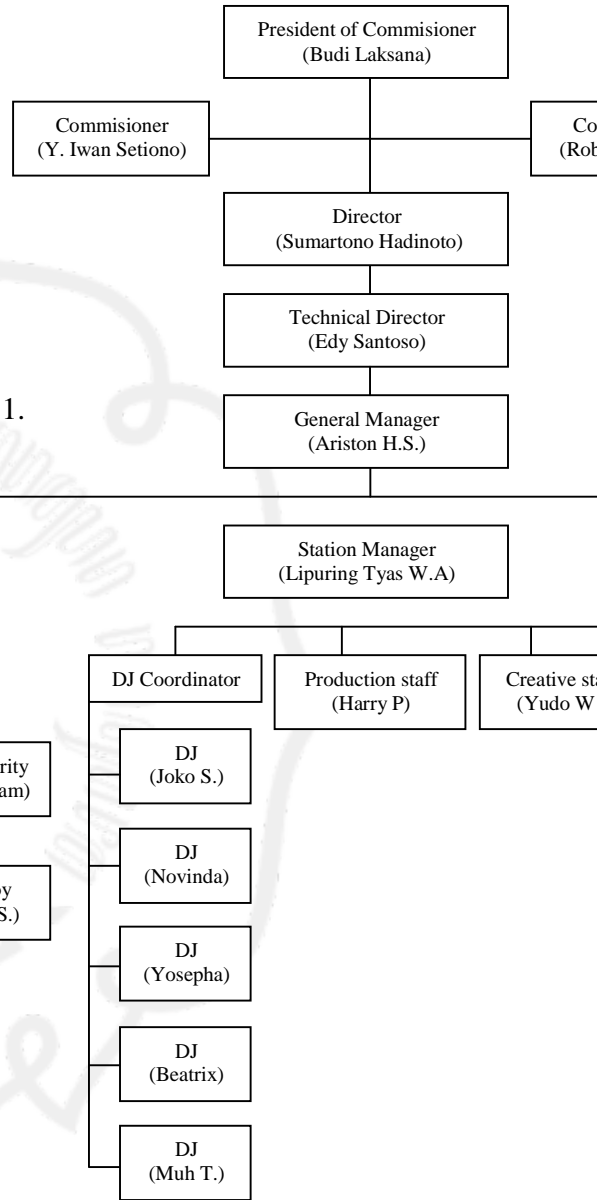 President of Commisioner
(Budi Laksana)
Commisioner
(Y. Iwan Setiono)
Director
(Sumartono Hadinoto)
Technical Director
(Edy Santoso)
1.
General Manager
(Ariston H.S.)
Station Manager
(Lipuring Tyas W.A)
DJ Coordinator
Production staff
(Harry P)
Creative
(Yudo W
DJ
(Joko S.)
DJ
(Novinda)
S.)
DJ
(Yosepha)
DJ
(Beatrix)
DJ
(Muh T.)